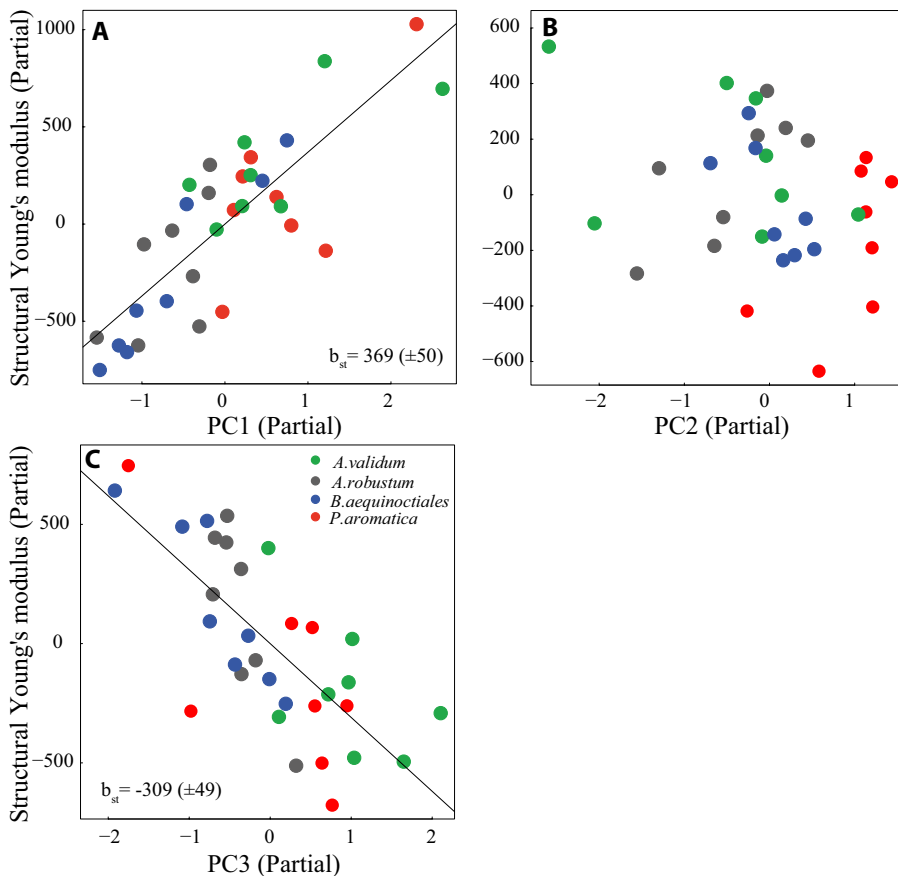 A
Structural Young's modulus (Partial)
1000
500
0
−500
−1
0
1
2
b_st= 369 (±50)
PC1 (Partial)
B
600
400
200
0
−200
−400
−600
−2
−1
0
1
PC2 (Partial)
C
Structural Young's modulus (Partial)
500
0
−500
A.validum
A.robustum
B.aequinoctiales
P.aromatica
b_st= -309 (±49)
−2
−1
0
1
2
PC3 (Partial)